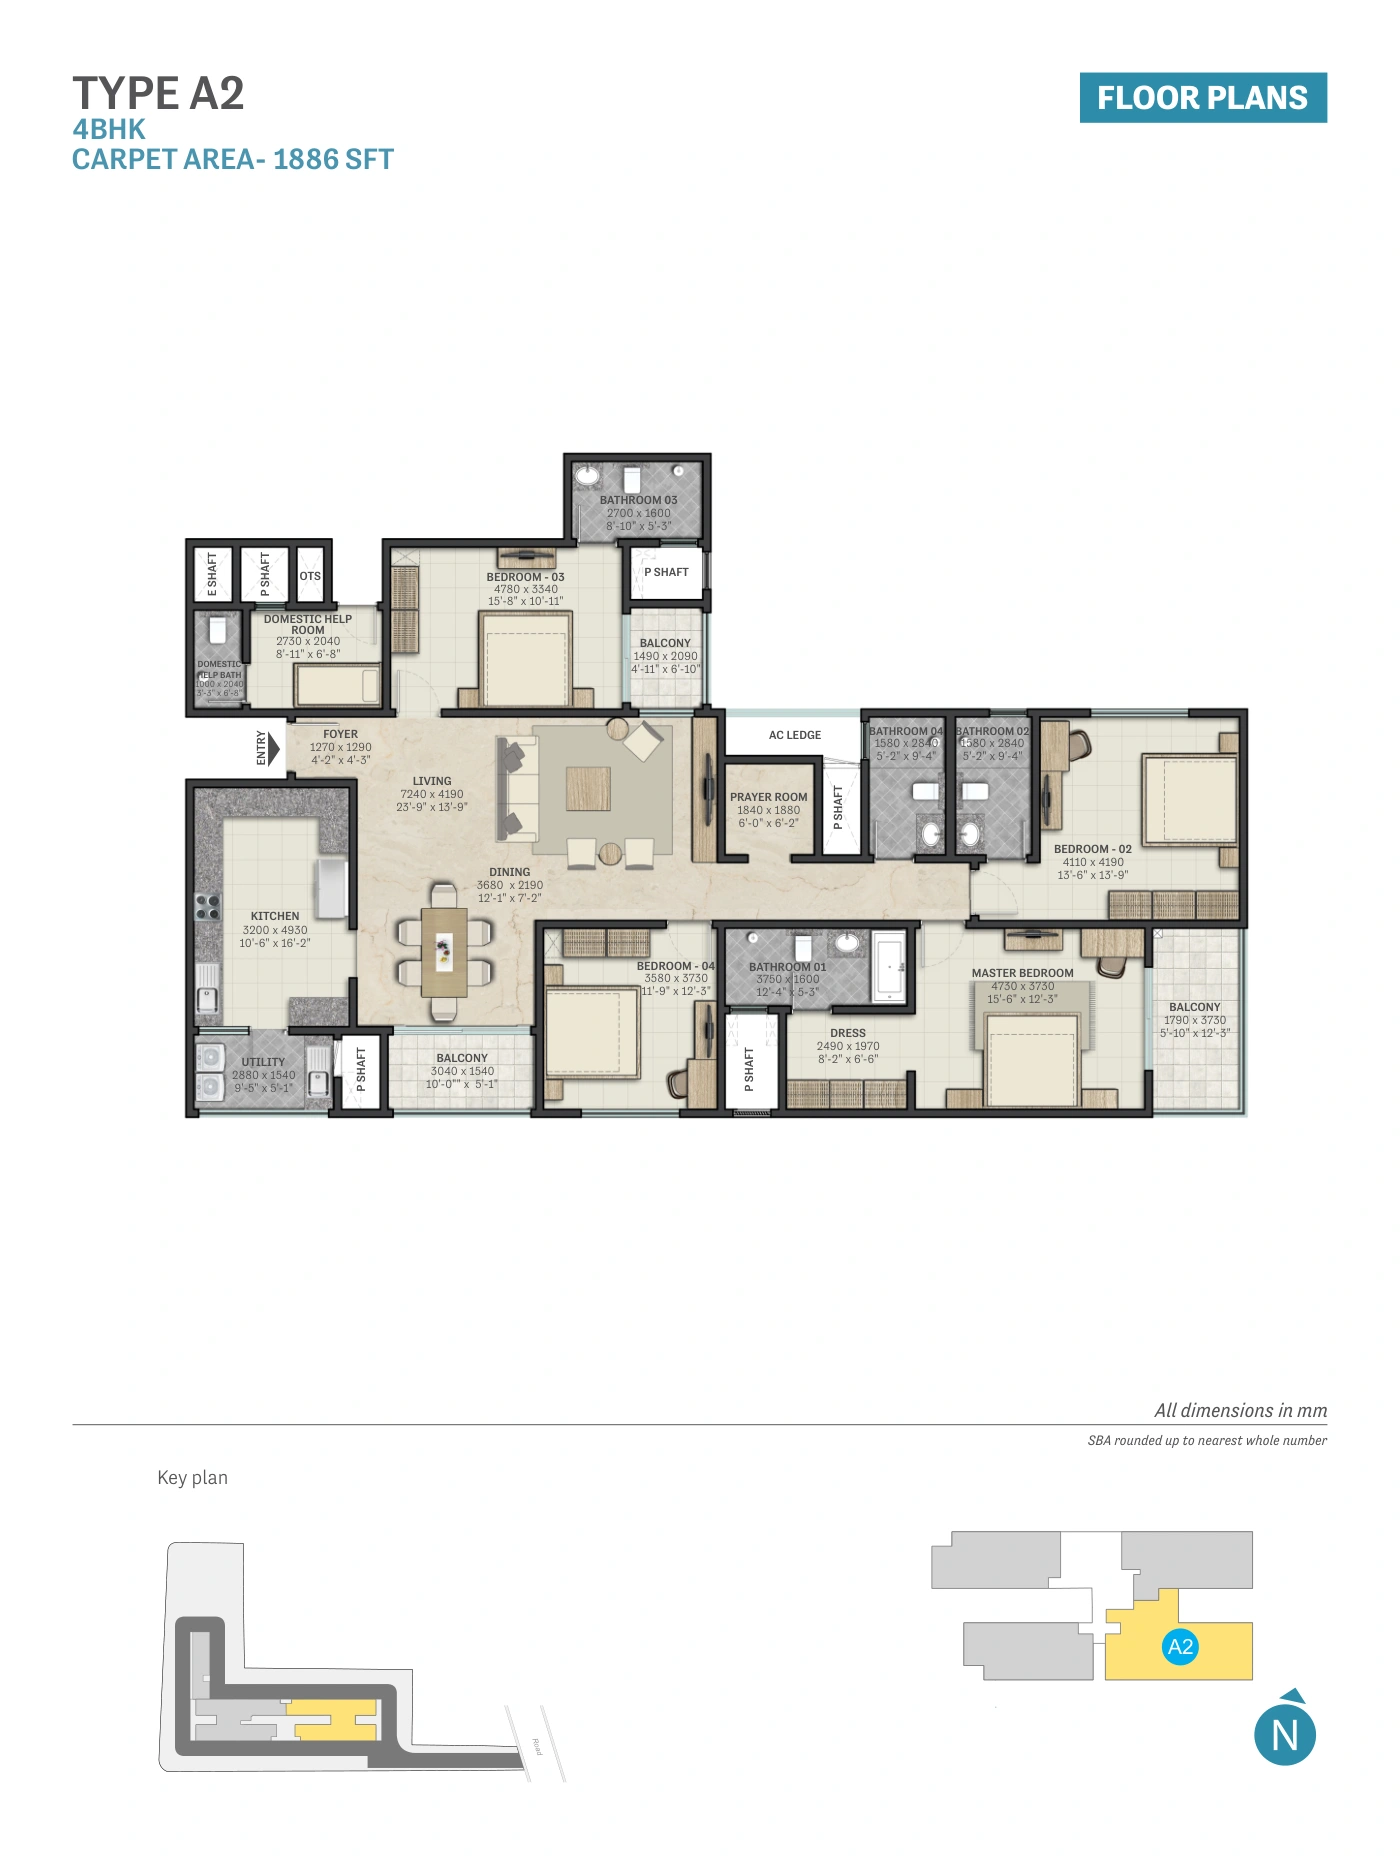 TYPE A2
4BHK
CARPET AREA- 1886 SFT
FLOOR PLANS
BATHROOM 03
2700 x 1600
8'-10" x 5'-3"
E SHAFT
P SHAFT
OTS
P SHAFT
BEDROOM - 03
4780 x 3340
15'-8" x 10'-11"
DOMESTIC HELP
ROOM
2730 x 2040
8'-11" x 6'-8"
DOMESTIC
HELP BATH
1000 x 2040
3'-3" x 6'-8"
BALCONY
1490 x 2090
4'-11" x 6'-10"
ENTRY
FOYER
1270 x 1290
4'-2" x 4'-3"
LIVING
7240 x 4190
23'-9" x 13'-9"
AC LEDGE
PRAYER ROOM
1840 x 1880
6'-0" x 6'-2"
P SHAFT
BATHROOM 04
1580 x 2840
5'-2" x 9'-4"
BATHROOM 02
1580 x 2840
5'-2" x 9'-4"
BEDROOM - 02
4110 x 4190
13'-6" x 13'-9"
DINING
3680 x 2190
12'-1" x 7'-2"
KITCHEN
3200 x 4930
10'-6" x 16'-2"
BEDROOM - 04
3580 x 3730
11'-9" x 12'-3"
BATHROOM 01
3750 x 1600
12'-4" x 5'-3"
MASTER BEDROOM
4730 x 3730
15'-6" x 12'-3"
BALCONY
1790 x 3730
5'-10" x 12'-3"
DRESS
2490 x 1970
8'-2" x 6'-6"
UTILITY
2880 x 1540
9'-5" x 5'-1"
P SHAFT
BALCONY
3040 x 1540
10'-0"" x 5'-1"
P SHAFT
All dimensions in mm
SBA rounded up to nearest whole number
Key plan
Road
A2
N